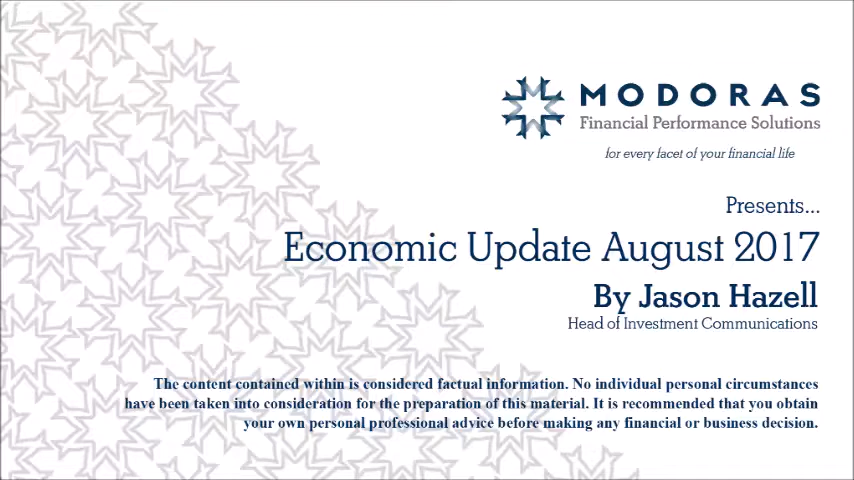 MODORAS
Financial Performance Solutions
for every facet of your financial life
Presents...
Economic Update August 2017
By Jason Hazell
Head of Investment Communications
The content contained within is considered factual information. No individual personal circumstances
have been taken into consideration for the preparation of this material. It is recommended that you obtain
your own personal professional advice before making any financial or business decision.